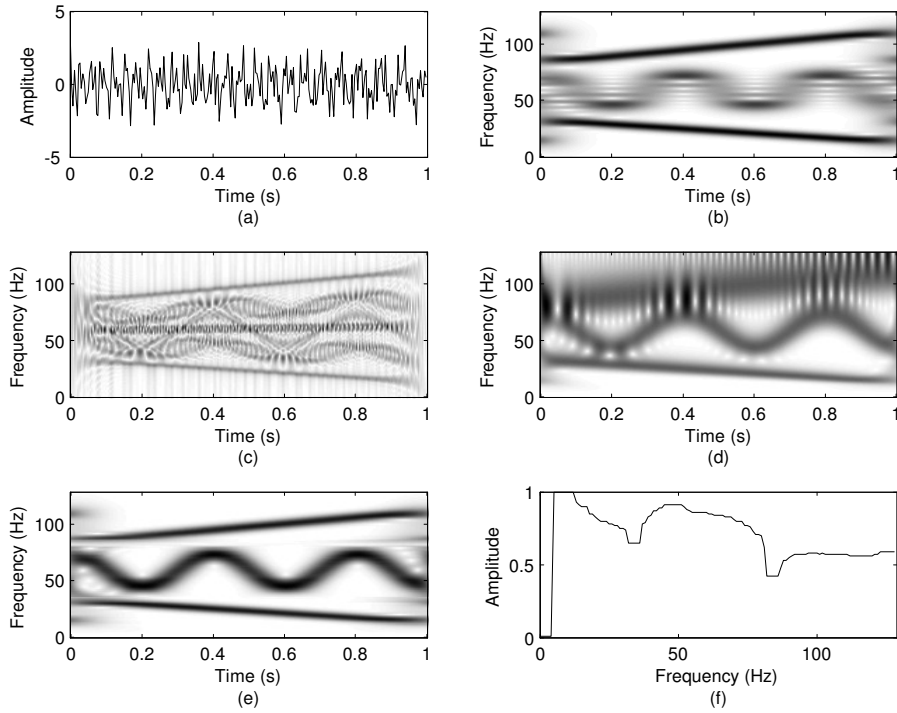 5
0
-5
Amplitude
0 0.2 0.4 0.6 0.8 1
Time (s)
(a)
100
50
0
Frequency (Hz)
0 0.2 0.4 0.6 0.8 1
Time (s)
(b)
100
50
0
Frequency (Hz)
0 0.2 0.4 0.6 0.8 1
Time (s)
(c)
100
50
0
Frequency (Hz)
0 0.2 0.4 0.6 0.8 1
Time (s)
(d)
100
50
0
Frequency (Hz)
0 0.2 0.4 0.6 0.8 1
Time (s)
(e)
1
0.5
0
Amplitude
0 50 100
Frequency (Hz)
(f)